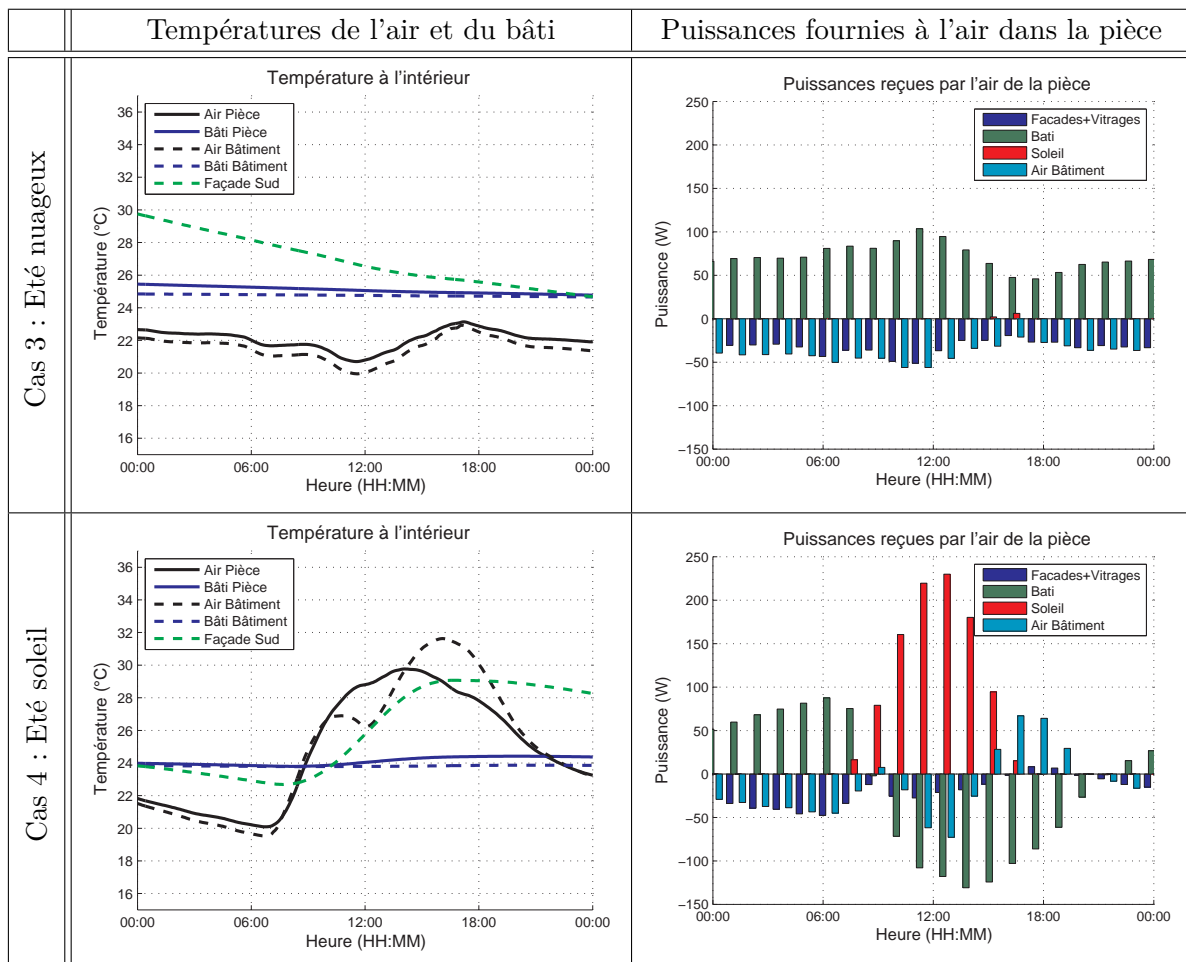 Températures de l'air et du bâti
Puissances fournies à l'air dans la pièce
Cas 3 : Eté nuageux
Température à l'intérieur
Air Pièce
Bâti Pièce
Air Bâtiment
Bâti Bâtiment
Façade Sud
36
34
32
30
28
26
24
22
20
18
16
Température (°C)
00:00 06:00 12:00 18:00 00:00
Heure (HH:MM)
Puissances reçues par l'air de la pièce
Facades+Vitrages
Bati
Soleil
Air Bâtiment
250
200
150
100
50
0
−50
−100
−150
Puissance (W)
00:00 06:00 12:00 18:00 00:00
Heure (HH:MM)
Cas 4 : Eté soleil
Température à l'intérieur
Air Pièce
Bâti Pièce
Air Bâtiment
Bâti Bâtiment
Façade Sud
36
34
32
30
28
26
24
22
20
18
16
Température (°C)
00:00 06:00 12:00 18:00 00:00
Heure (HH:MM)
Puissances reçues par l'air de la pièce
Facades+Vitrages
Bati
Soleil
Air Bâtiment
250
200
150
100
50
0
−50
−100
−150
Puissance (W)
00:00 06:00 12:00 18:00 00:00
Heure (HH:MM)